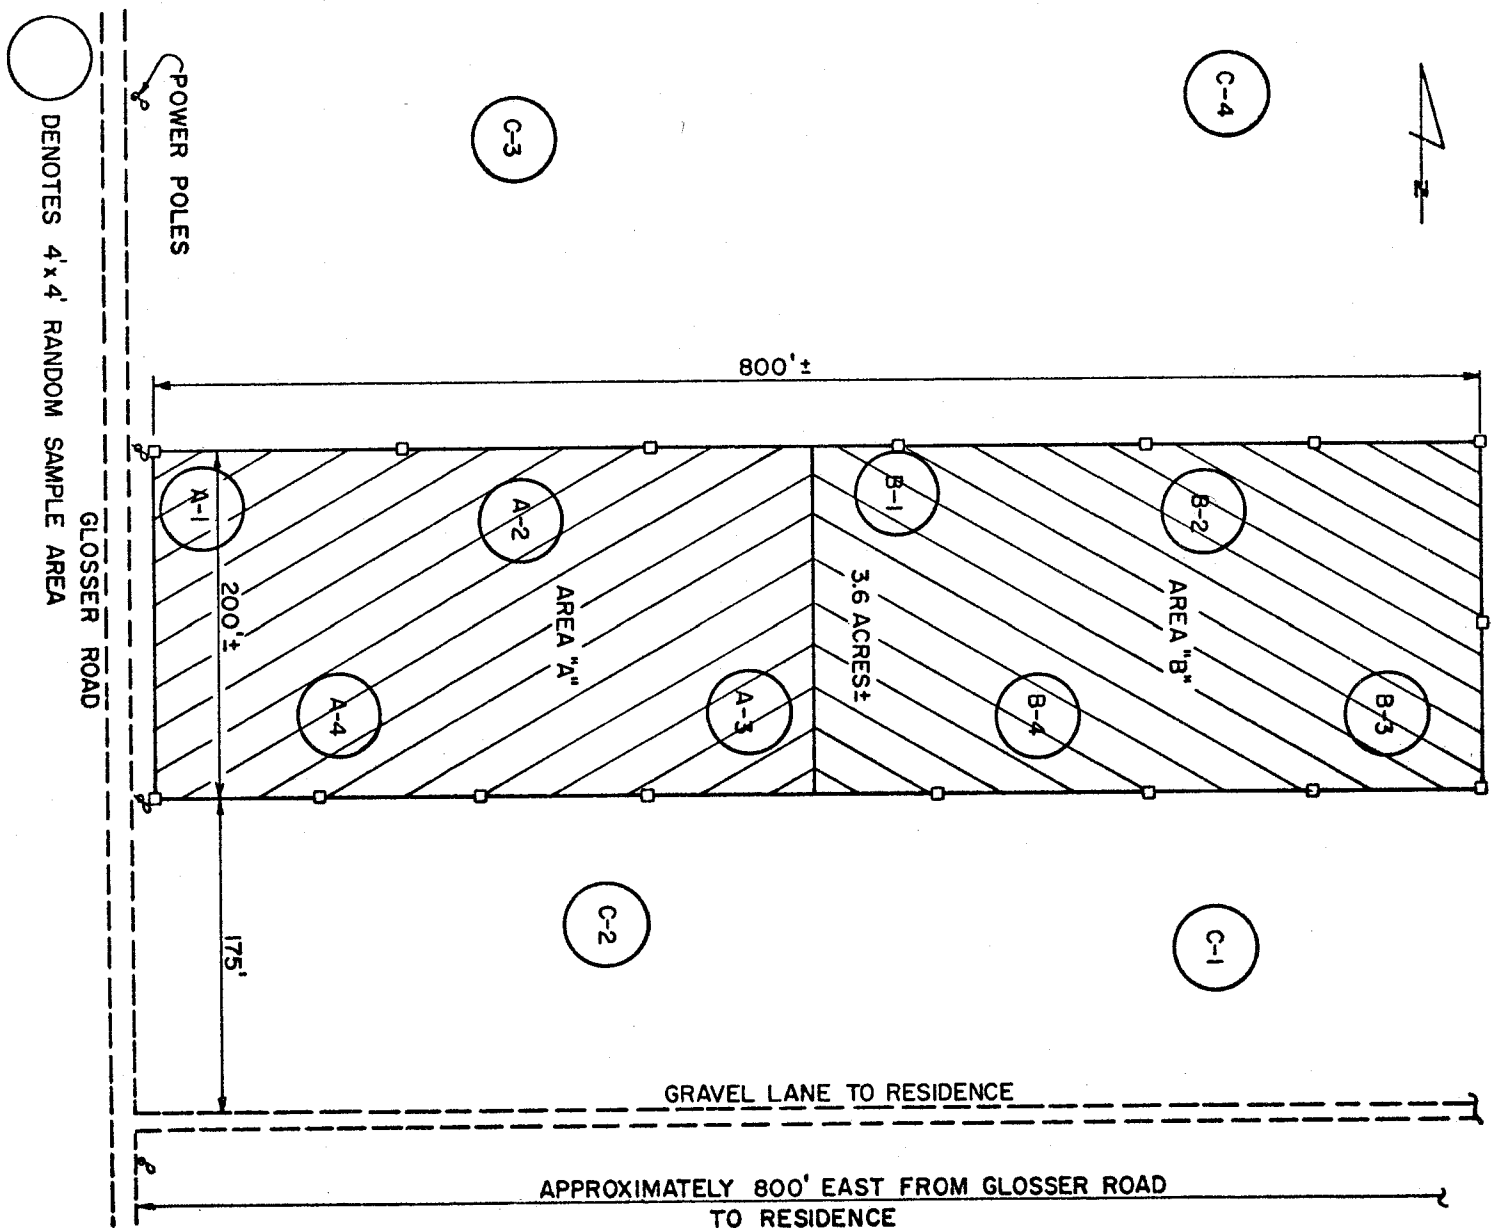 C-4
C-3
N
POWER POLES
DENOTES 4'x4' RANDOM SAMPLE AREA
GLOSSER ROAD
800'±
A-1
A-2
B-1
B-2
200'±
AREA "A"
3.6 ACRES±
AREA "B"
A-4
A-3
B-4
B-3
175'
C-2
C-1
GRAVEL LANE TO RESIDENCE
APPROXIMATELY 800' EAST FROM GLOSSER ROAD
TO RESIDENCE